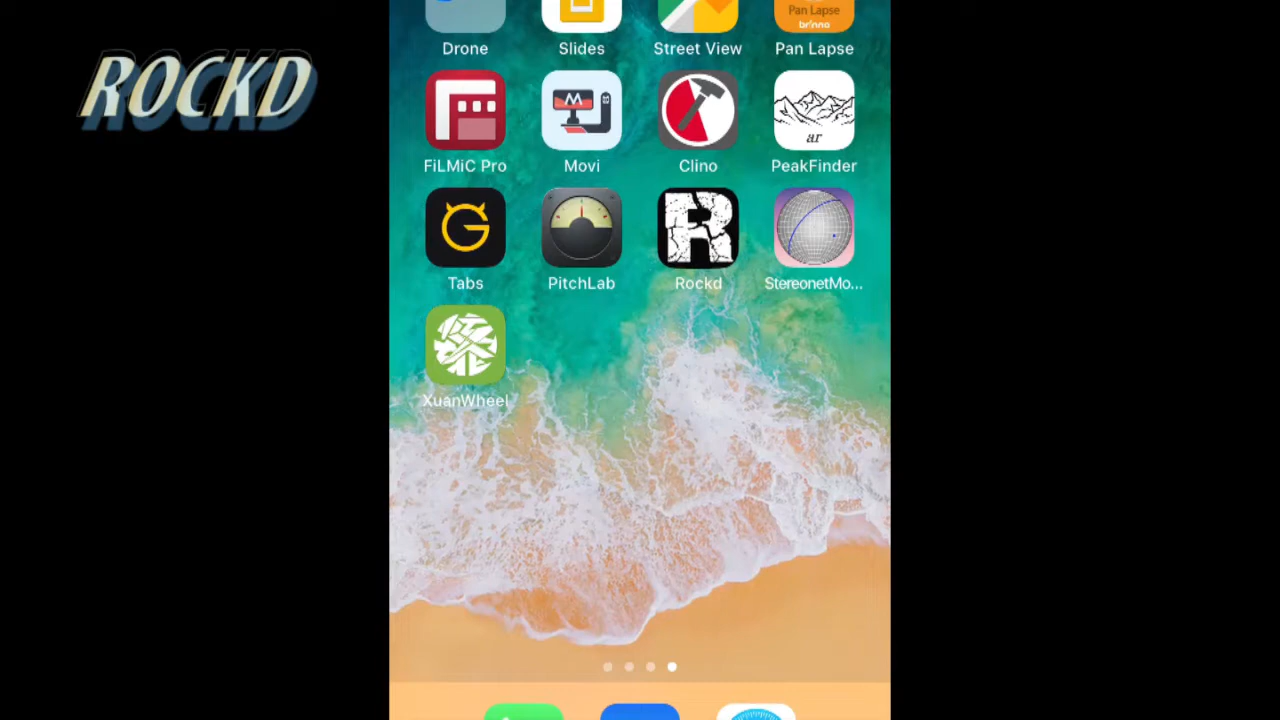 ROCKD
Pan Lapse
brinno
Drone
Slides
Street View
Pan Lapse
M
ar
FiLMiC Pro
Movi
Clino
PeakFinder
G
R
Tabs
PitchLab
Rockd
StereonetMo...
XuanWheel